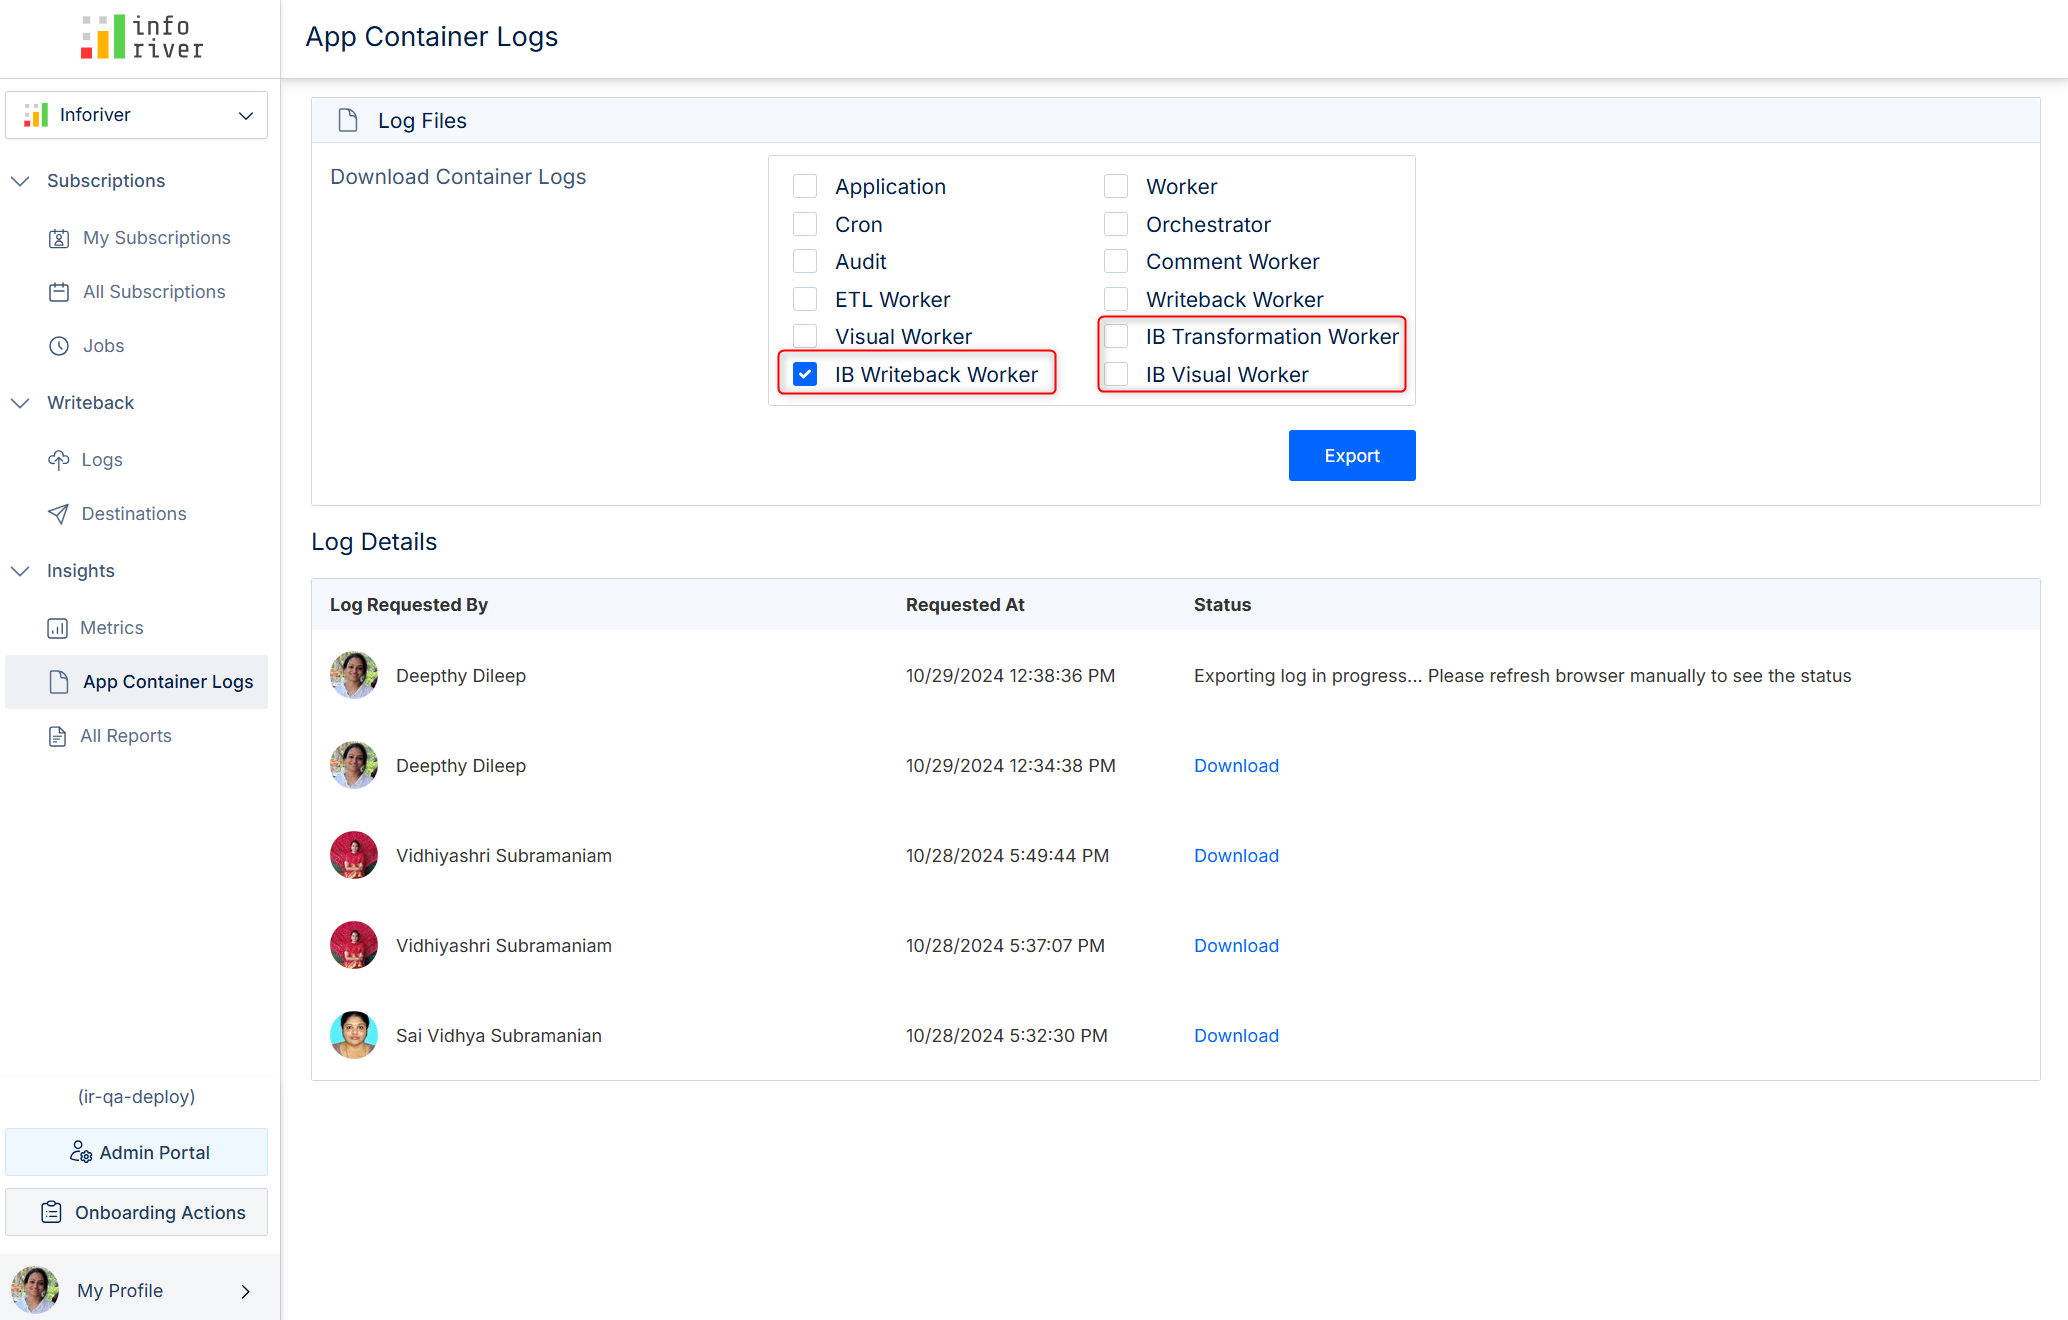 info
river
App Container Logs
Inforiver
Subscriptions
My Subscriptions
All Subscriptions
Jobs
Writeback
Logs
Destinations
Insights
Metrics
App Container Logs
All Reports
(ir-qa-deploy)
Admin Portal
Onboarding Actions
My Profile
Log Files
Download Container Logs
Application
Worker
Cron
Orchestrator
Audit
Comment Worker
ETL Worker
Writeback Worker
Visual Worker
IB Transformation Worker
IB Writeback Worker
IB Visual Worker
Export
Log Details
Log Requested By Requested At Status
Deepthy Dileep 10/29/2024 12:38:36 PM Exporting log in progress... Please refresh browser manually to see the status
Deepthy Dileep 10/29/2024 12:34:38 PM Download
Vidhiyashri Subramaniam 10/28/2024 5:49:44 PM Download
Vidhiyashri Subramaniam 10/28/2024 5:37:07 PM Download
Sai Vidhya Subramanian 10/28/2024 5:32:30 PM Download